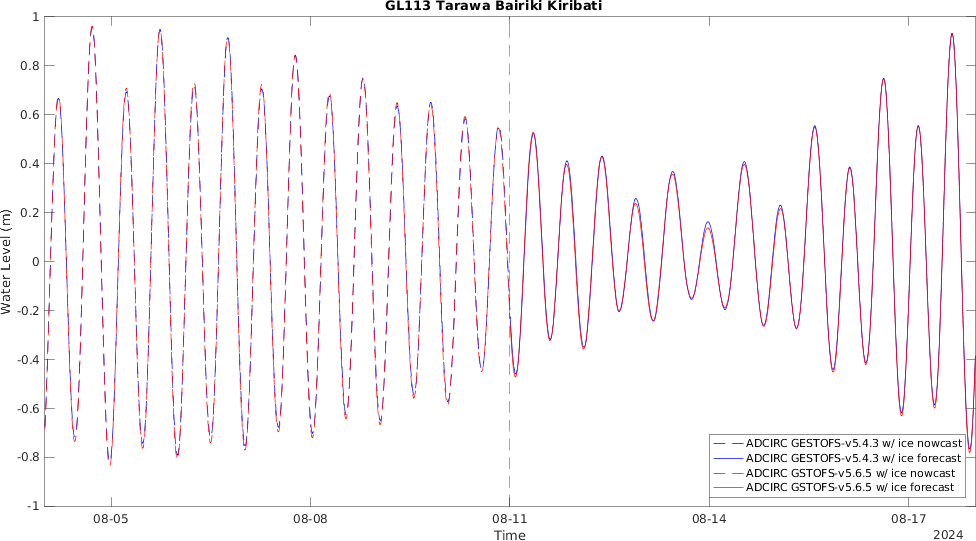 GL113 Tarawa Bairiki Kiribati
1
0.8
0.6
0.4
0.2
0
-0.2
-0.4
-0.6
-0.8
-1
Water Level (m)
08-05
08-08
08-11
08-14
08-17
Time
2024
ADCIRC GESTOFS-v5.4.3 w/ ice nowcast
ADCIRC GESTOFS-v5.4.3 w/ ice forecast
ADCIRC GSTOFS-v5.6.5 w/ ice nowcast
ADCIRC GSTOFS-v5.6.5 w/ ice forecast